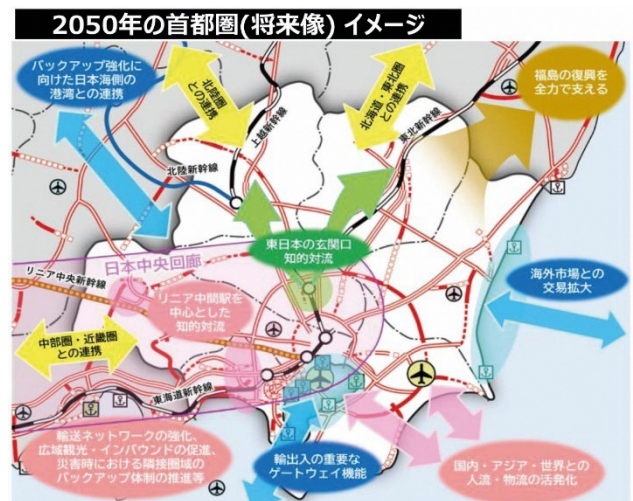 2050年の首都圏(将来像) イメージ
バックアップ強化に
向けた日本海側の
港湾との連携
北陸圏
との連携
上越新幹線
北海道・東北圏
との連携
東北新幹線
福島の復興を
全力で支える
北陸新幹線
東日本の玄関口
知的対流
日本中央回廊
リニア中央新幹線
リニア中間駅を
中心とした
知的対流
海外市場との
交易拡大
中部圏・近畿圏
との連携
東海道新幹線
輸送ネットワークの強化、
広域観光・インバウンドの促進、
災害時における隣接圏域の
バックアップ体制の推進等
輸出入の重要な
ゲートウェイ機能
国内・アジア・世界との
人流・物流の活発化